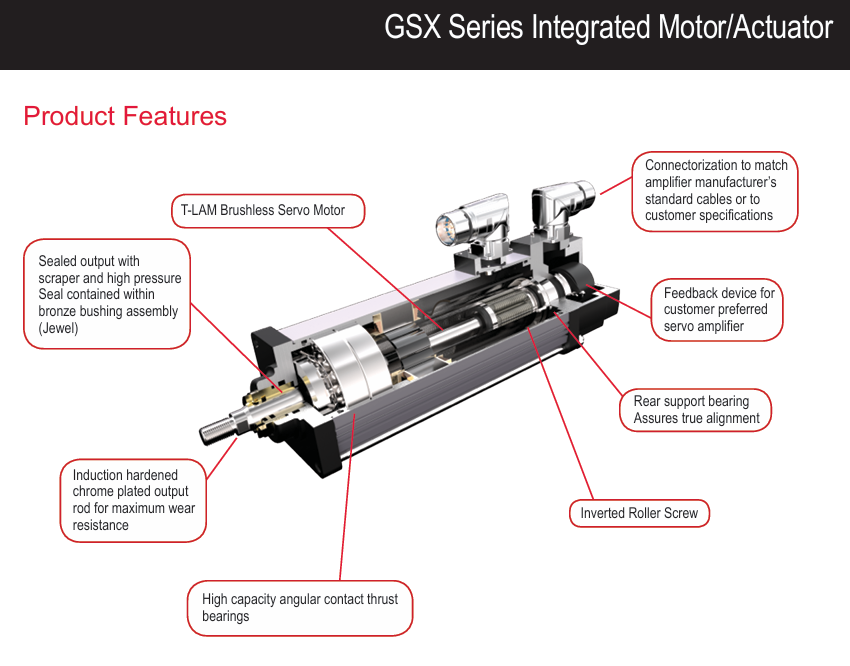 GSX Series Integrated Motor/Actuator
Product Features
Connectorization to match
amplifier manufacturer's
standard cables or to
customer specifications
T-LAM Brushless Servo Motor
Sealed output with
scraper and high pressure
Seal contained within
bronze bushing assembly
(Jewel)
Feedback device for
customer preferred
servo amplifier
Rear support bearing
Assures true alignment
Induction hardened
chrome plated output
rod for maximum wear
resistance
Inverted Roller Screw
High capacity angular contact thrust
bearings